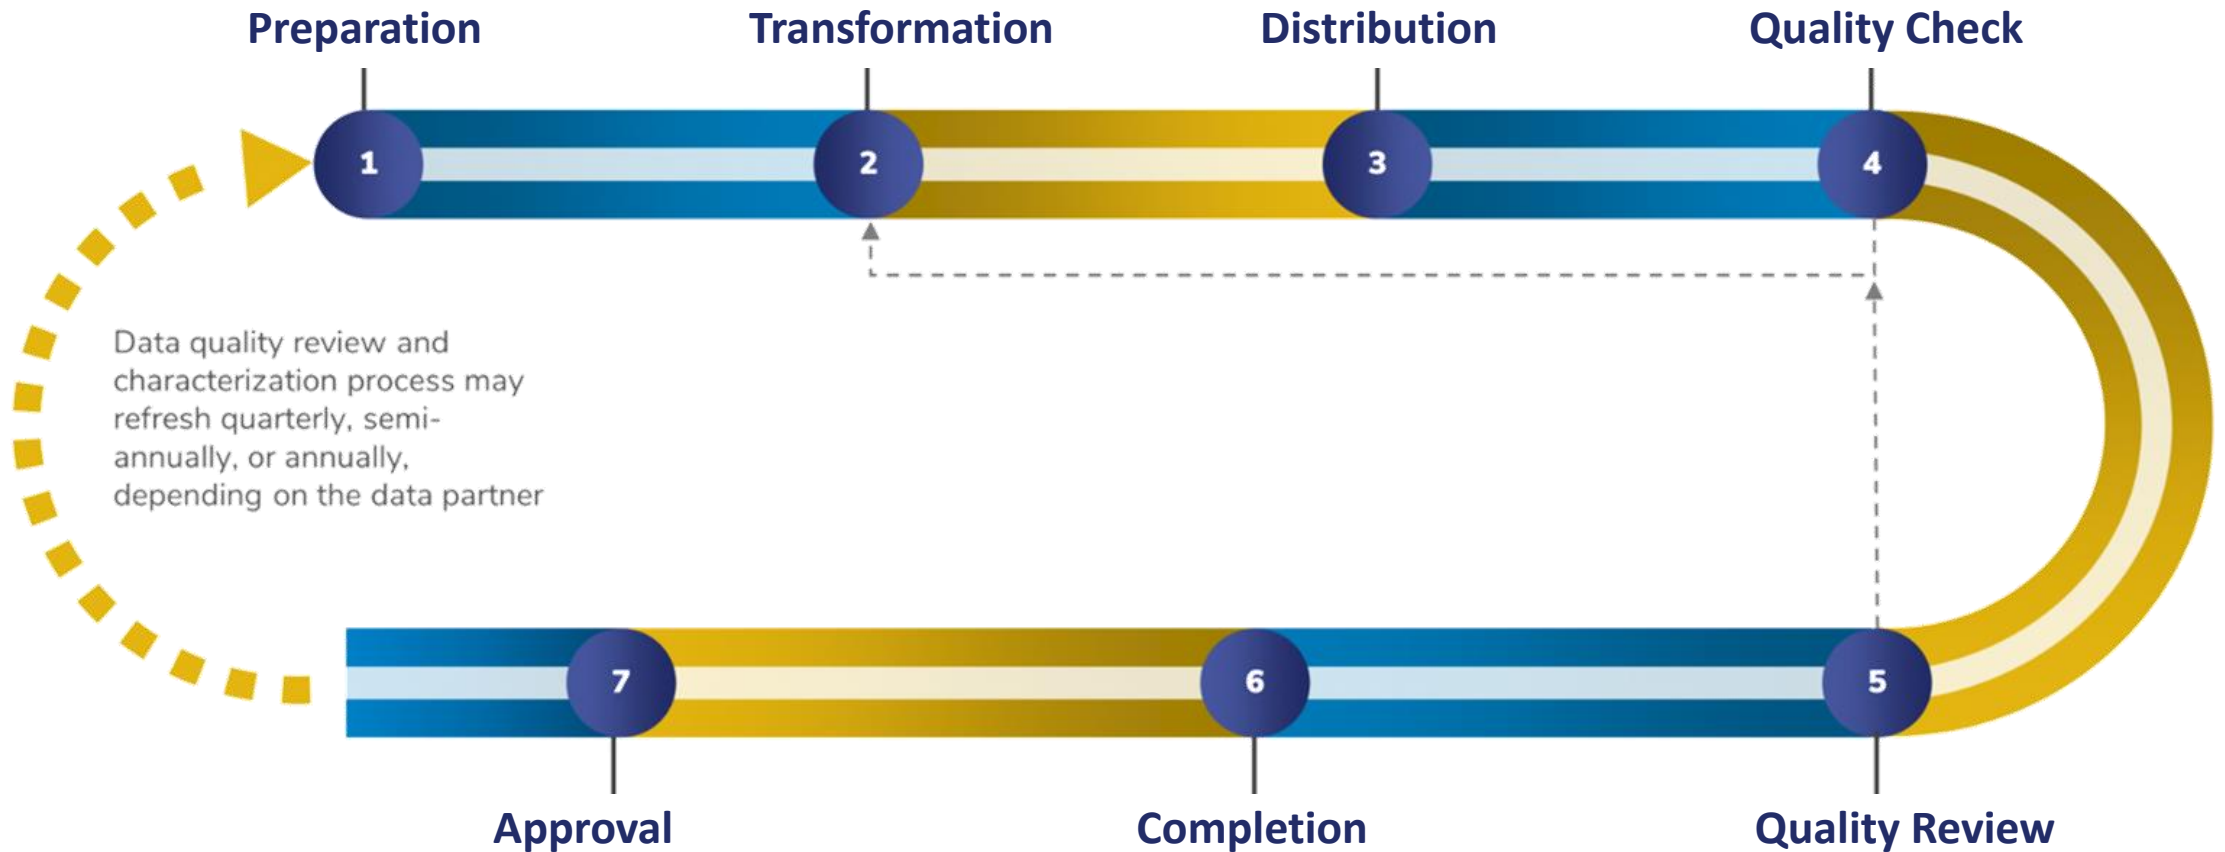 Preparation
Transformation
Distribution
Quality Check
1
2
3
4
Data quality review and
characterization process may
refresh quarterly, semi-
annually, or annually,
depending on the data partner
7
6
5
Approval
Completion
Quality Review